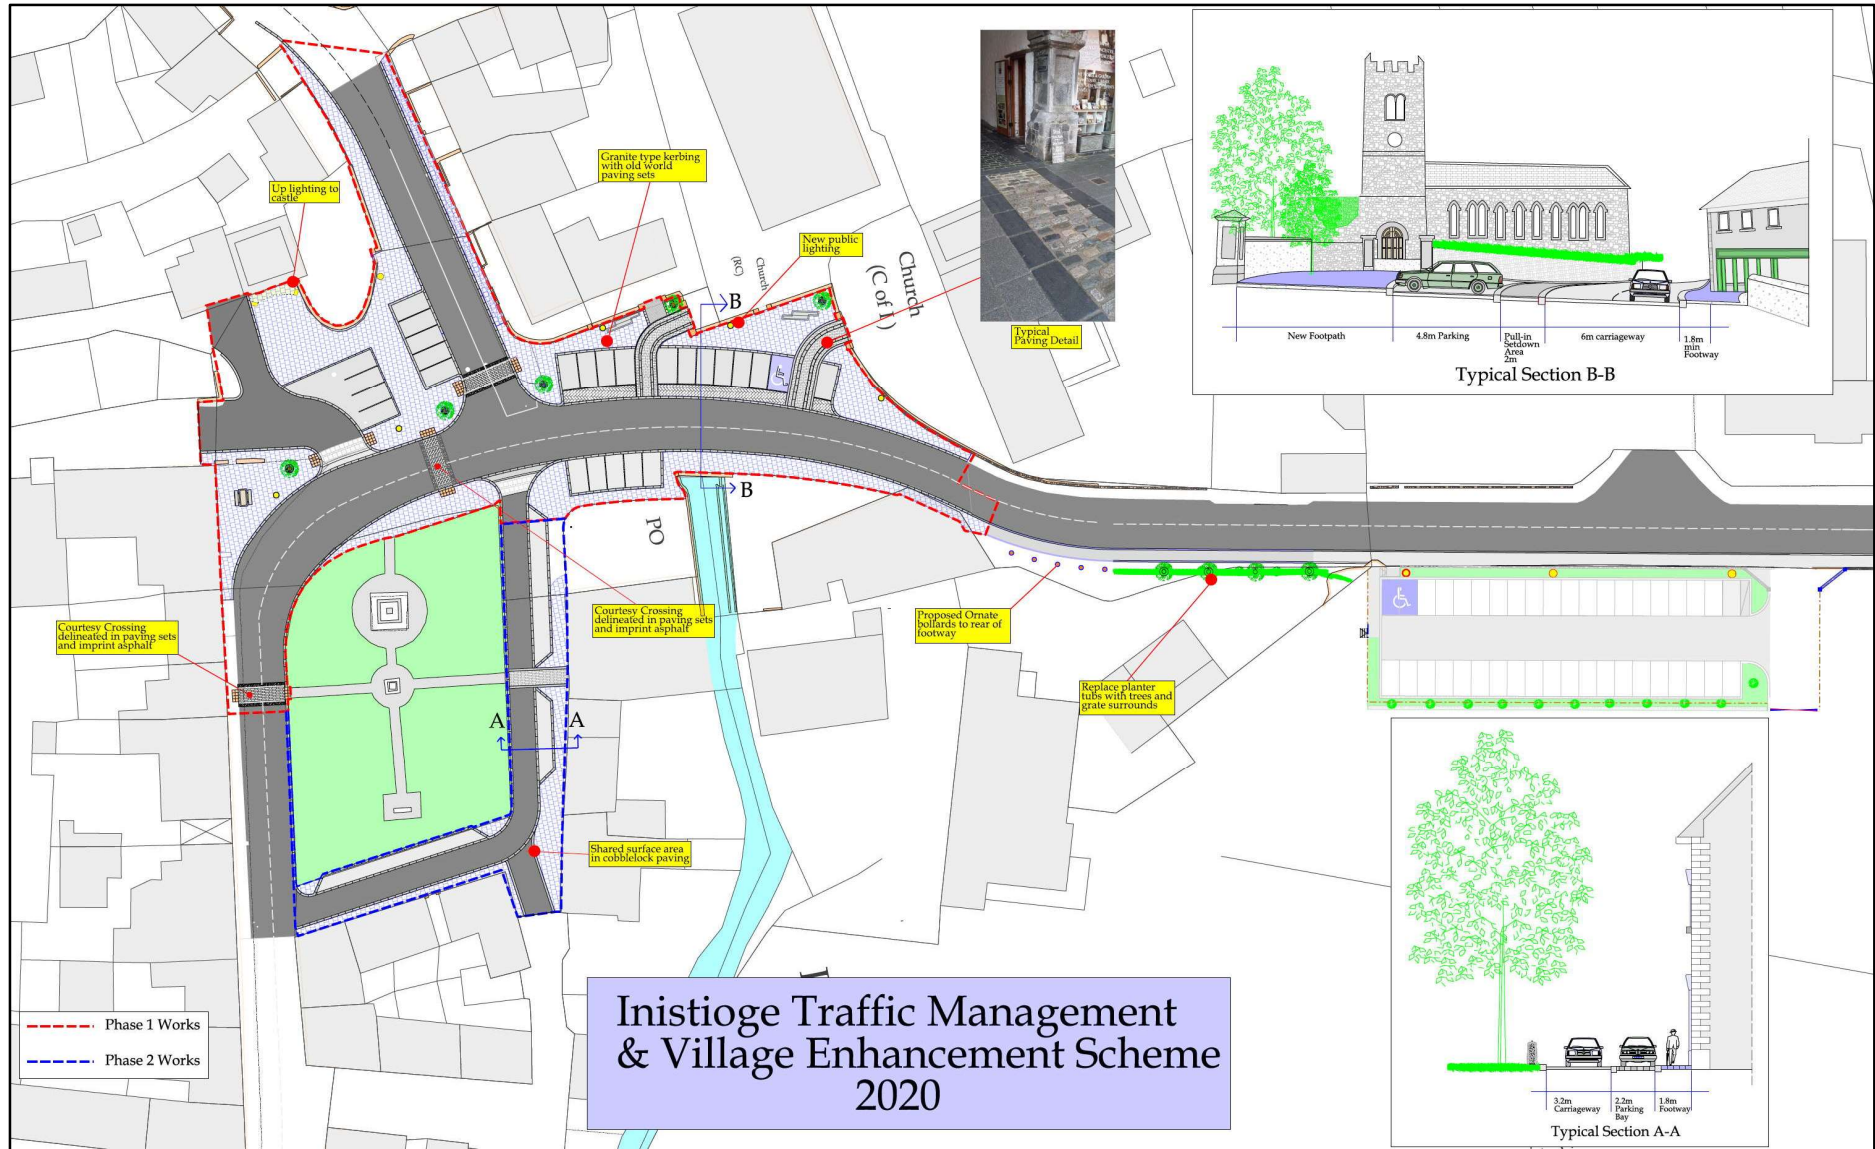 Up lighting to
castle
Granite type kerbing
with old world
paving sets
New public
lighting
Church
(RC)
Church
(C of I)
B
B
Typical
Paving Detail
New Footpath
4.8m Parking
Pull-in
Setdown
Area
2m
6m carriageway
1.8m
min
Footway
Typical Section B-B
PO
Courtesy Crossing
delineated in paving sets
and imprint asphalt
Courtesy Crossing
delineated in paving sets
and imprint asphalt
Proposed Ornate
bollards to rear of
footway
Replace planter
tubs with trees and
grate surrounds
A
A
Shared surface area
in cobblelock paving
Phase 1 Works
Phase 2 Works
Inistioge Traffic Management
& Village Enhancement Scheme
2020
3.2m
Carriageway
2.2m
Parking
Bay
1.8m
Footway
Typical Section A-A